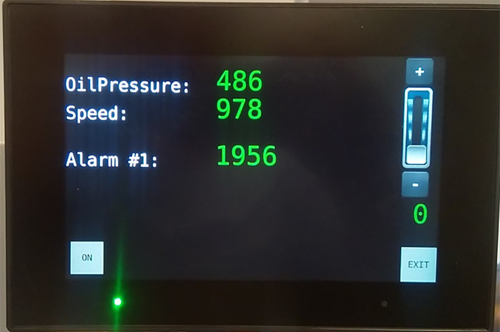 OilPressure: 486
Speed: 978
Alarm #1: 1956
+
-
0
ON
EXIT